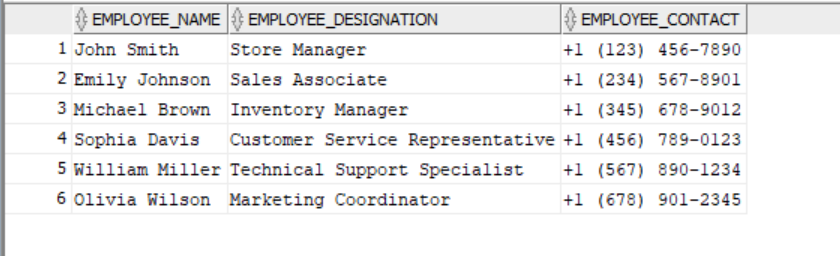 EMPLOYEE_NAME EMPLOYEE_DESIGNATION EMPLOYEE_CONTACT
1 John Smith Store Manager +1 (123) 456-7890
2 Emily Johnson Sales Associate +1 (234) 567-8901
3 Michael Brown Inventory Manager +1 (345) 678-9012
4 Sophia Davis Customer Service Representative +1 (456) 789-0123
5 William Miller Technical Support Specialist +1 (567) 890-1234
6 Olivia Wilson Marketing Coordinator +1 (678) 901-2345